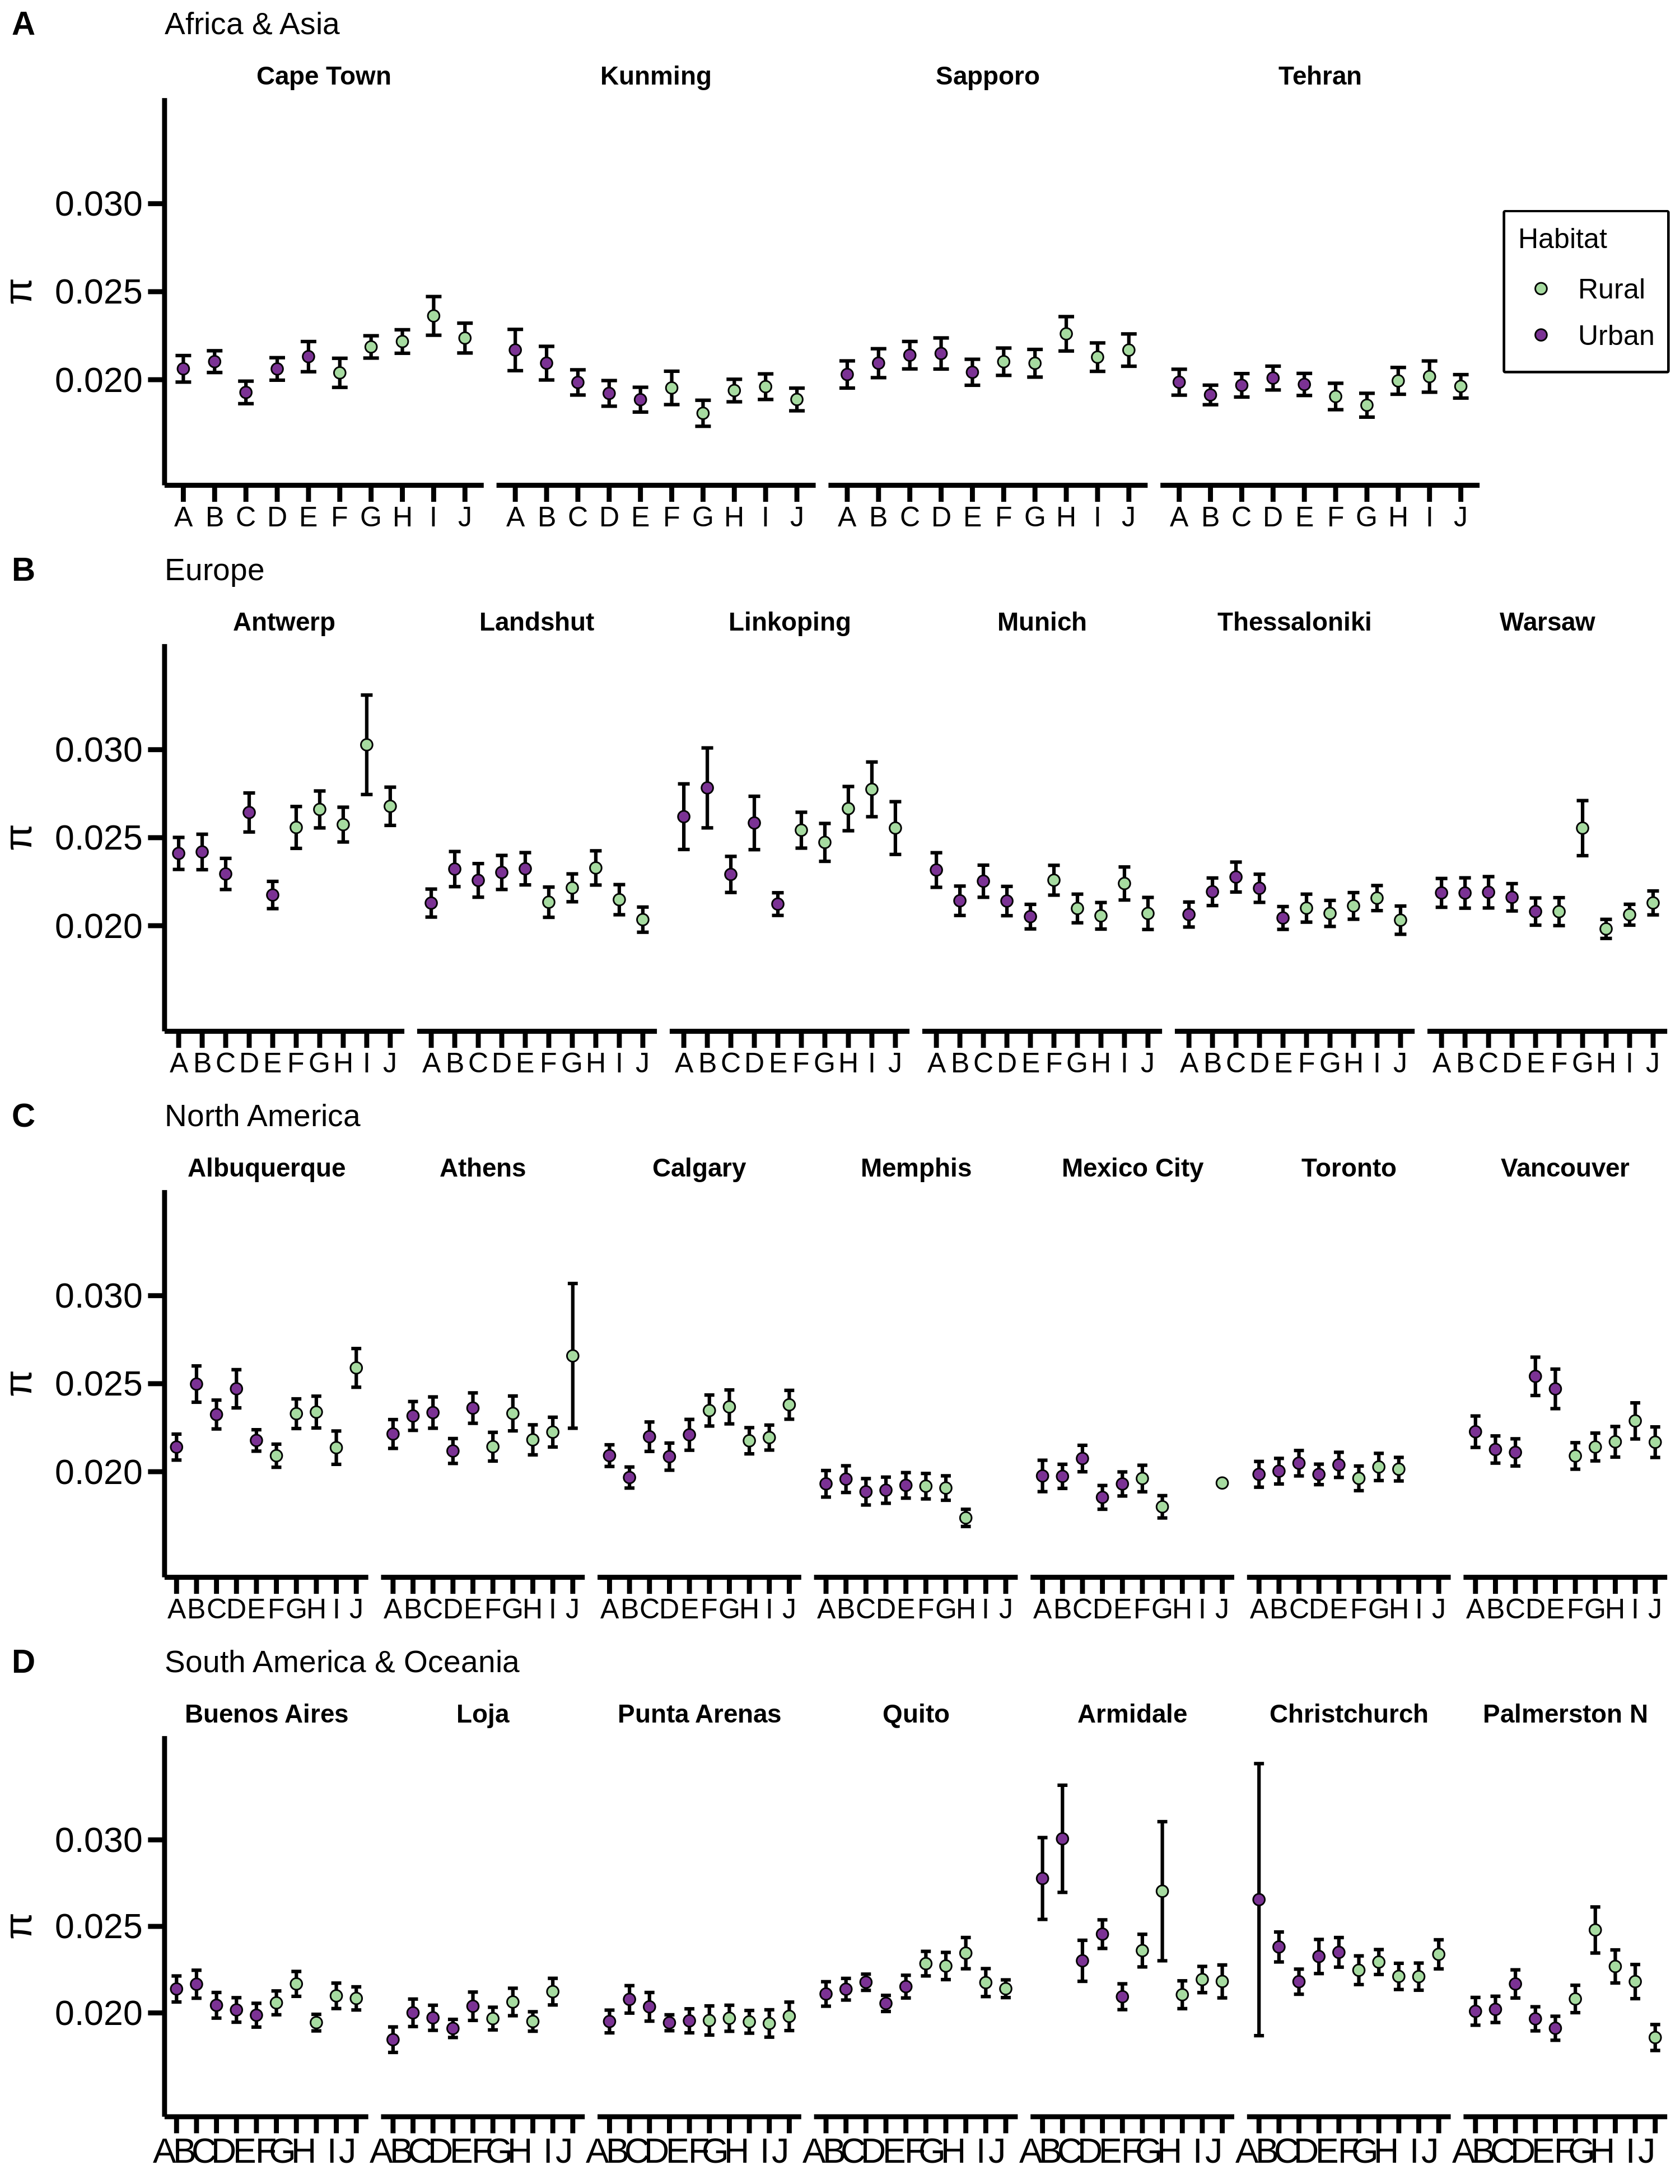 A Africa & Asia
Cape Town Kunming Sapporo Tehran
0.030
0.025
0.020
π
A B C D E F G H I J A B C D E F G H I J A B C D E F G H I J A B C D E F G H I J
Habitat
Rural
Urban
B Europe
Antwerp Landshut Linkoping Munich Thessaloniki Warsaw
0.030
0.025
0.020
π
A B C D E F G H I J A B C D E F G H I J A B C D E F G H I J A B C D E F G H I J A B C D E F G H I J A B C D E F G H I J
C North America
Albuquerque Athens Calgary Memphis Mexico City Toronto Vancouver
0.030
0.025
0.020
π
A B C D E F G H I J A B C D E F G H I J A B C D E F G H I J A B C D E F G H I J A B C D E F G H I J A B C D E F G H I J A B C D E F G H I J
D South America & Oceania
Buenos Aires Loja Punta Arenas Quito Armidale Christchurch Palmerston N
0.030
0.025
0.020
π
A B C D E F G H I J A B C D E F G H I J A B C D E F G H I J A B C D E F G H I J A B C D E F G H I J A B C D E F G H I J A B C D E F G H I J